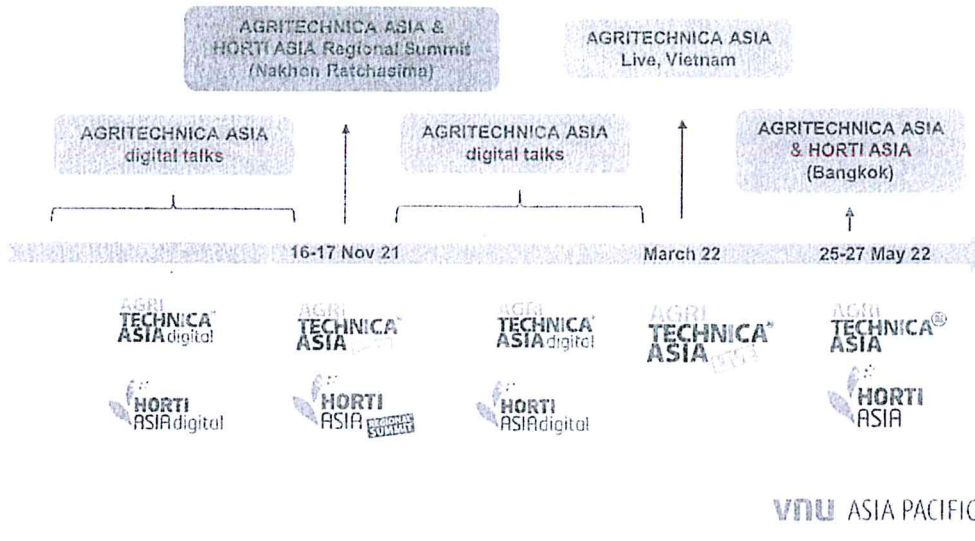 AGRITECHNICA ASIA &
HORTI ASIA Regional Summit
(Nakhon Ratchasima)
AGRITECHNICA ASIA
Live, Vietnam
AGRITECHNICA ASIA
digital talks
AGRITECHNICA ASIA
digital talks
AGRITECHNICA ASIA
& HORTI ASIA
(Bangkok)
16-17 Nov 21
March 22
25-27 May 22
AGRI
TECHNICA
ASIA digital
AGRI
TECHNICA
ASIA
AGRI
TECHNICA
ASIA digital
AGRI
TECHNICA
ASIA LIVE
AGRI
TECHNICA
ASIA
HORTI
ASIA digital
HORTI
ASIA REGIONAL SUMMIT
HORTI
ASIA digital
HORTI
ASIA
vnu ASIA PACIFIC